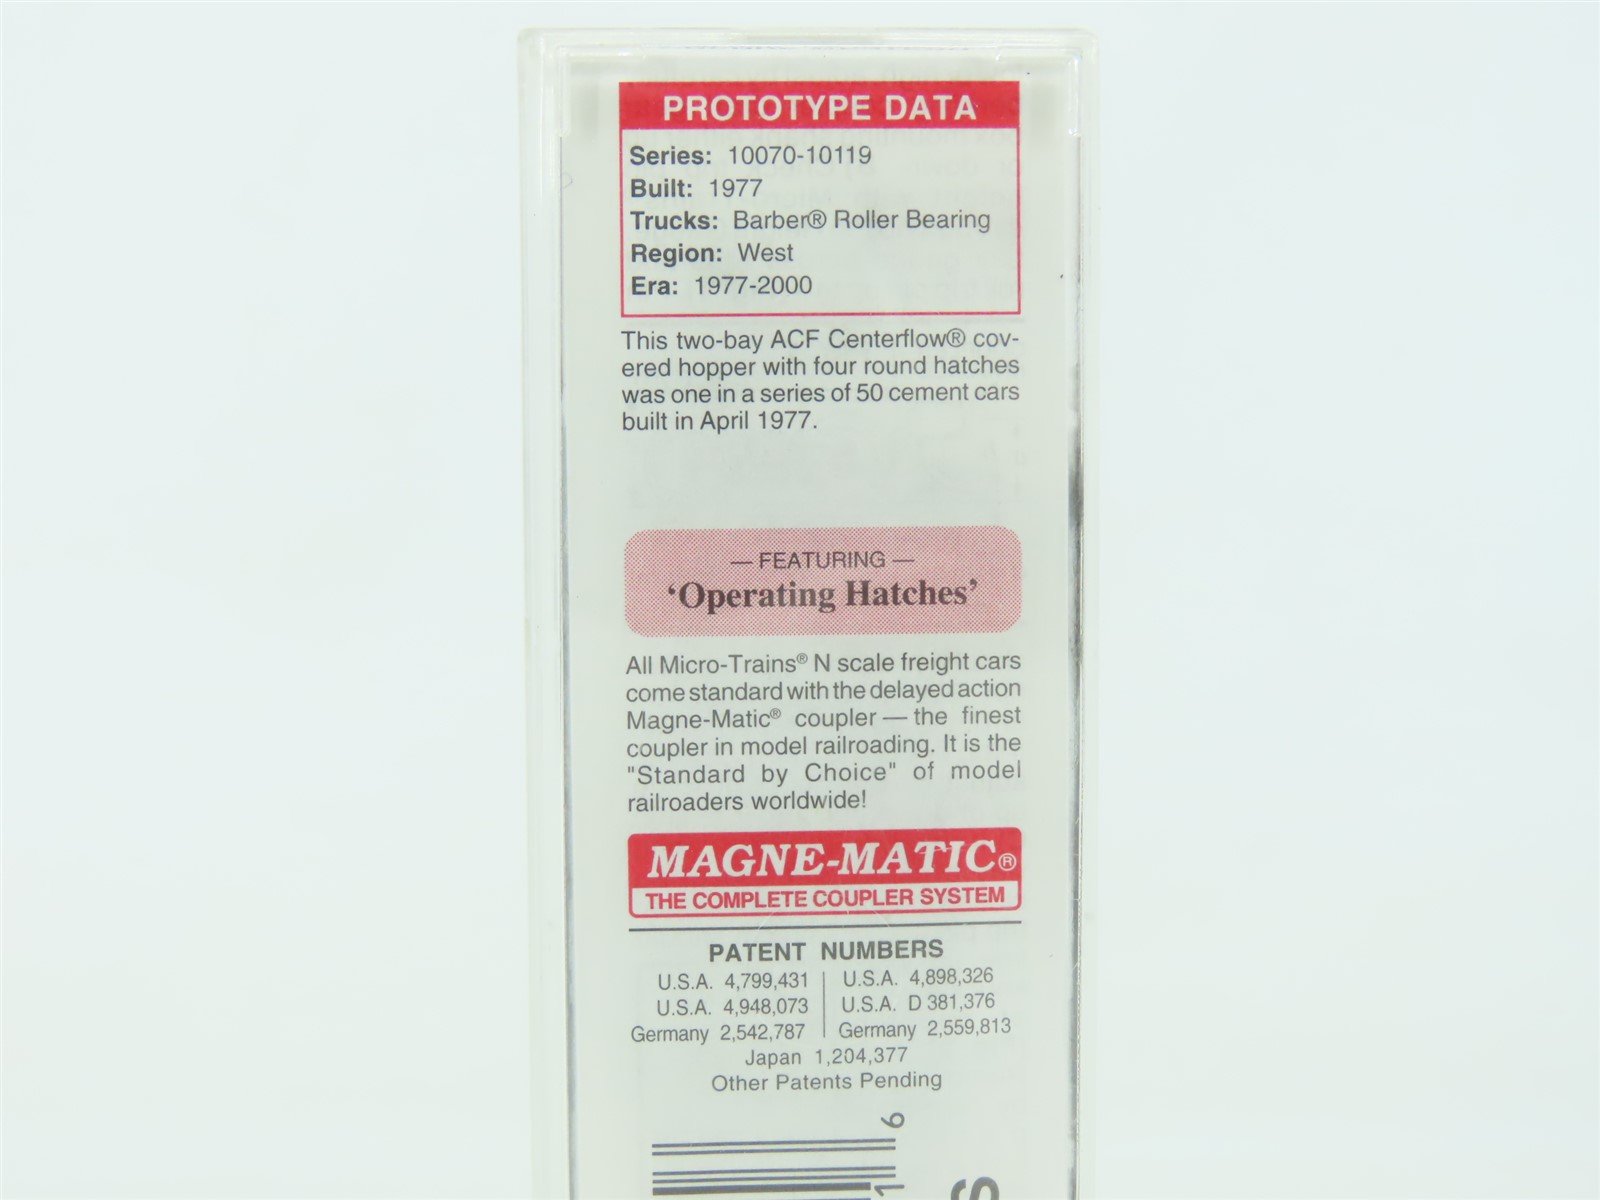 PROTOTYPE DATA
Series: 10070-10119
Built: 1977
Trucks: Barber® Roller Bearing
Region: West
Era: 1977-2000
This two-bay ACF Centerflow® cov-
ered hopper with four round hatches
was one in a series of 50 cement cars
built in April 1977.
— FEATURING —
‘Operating Hatches’
All Micro-Trains® N scale freight cars
come standard with the delayed action
Magne-Matic® coupler — the finest
coupler in model railroading. It is the
"Standard by Choice" of model
railroaders worldwide!
MAGNE-MATIC®
THE COMPLETE COUPLER SYSTEM
PATENT NUMBERS
U.S.A. 4,799,431 | U.S.A. 4,898,326
U.S.A. 4,948,073 | U.S.A. D 381,376
Germany 2,542,787 | Germany 2,559,813
Japan 1,204,377
Other Patents Pending
6
1
S